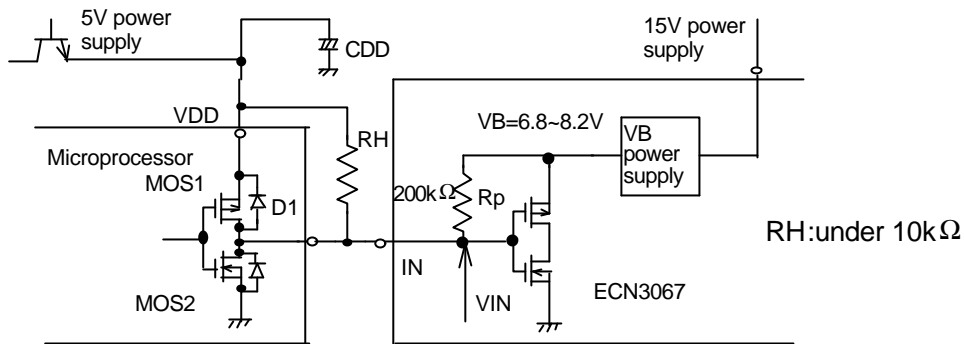 5V power
supply
CDD
15V power
supply
VDD
RH
VB=6.8~8.2V
VB
power
supply
Microprocessor
MOS1
D1
200kΩ
Rp
RH:under 10kΩ
IN
MOS2
VIN
ECN3067